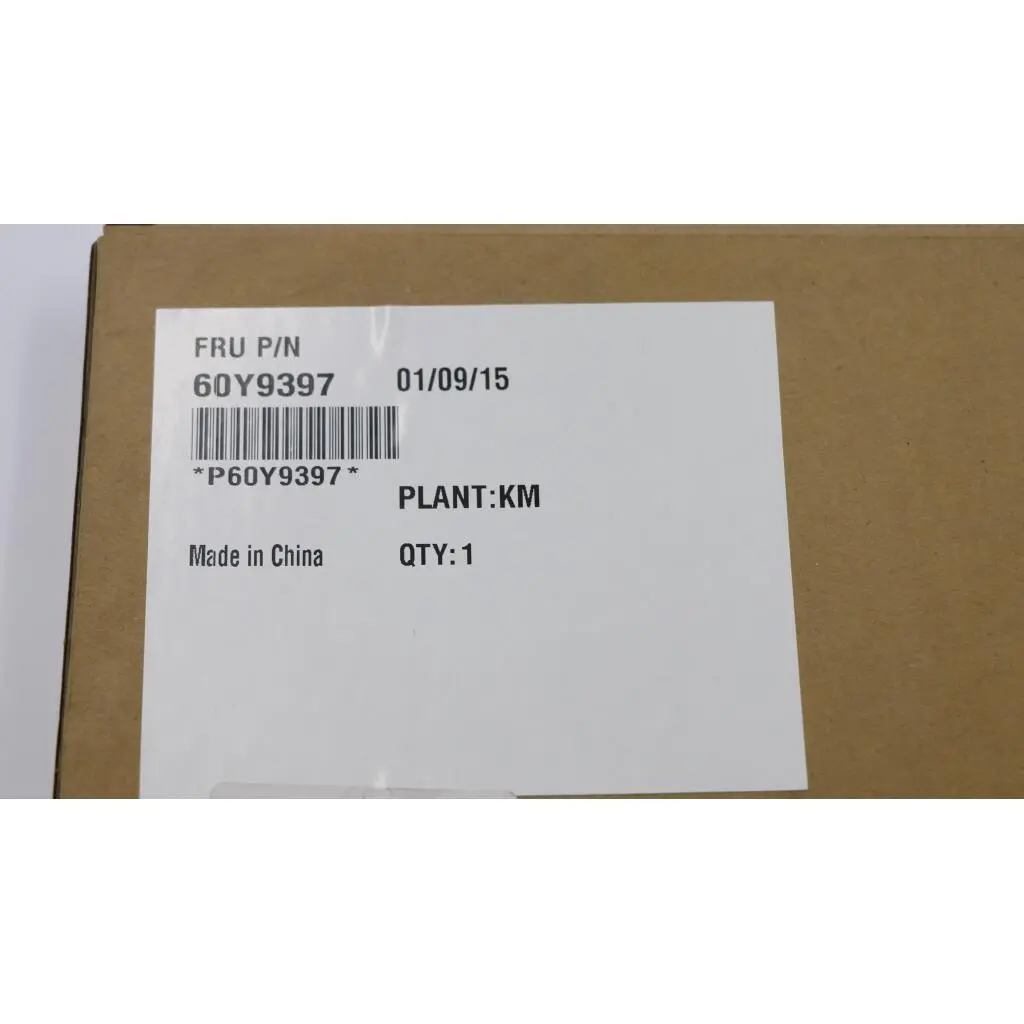 FRU P/N
60Y9397 01/09/15
*P60Y9397*
PLANT:KM
Made in China QTY: 1